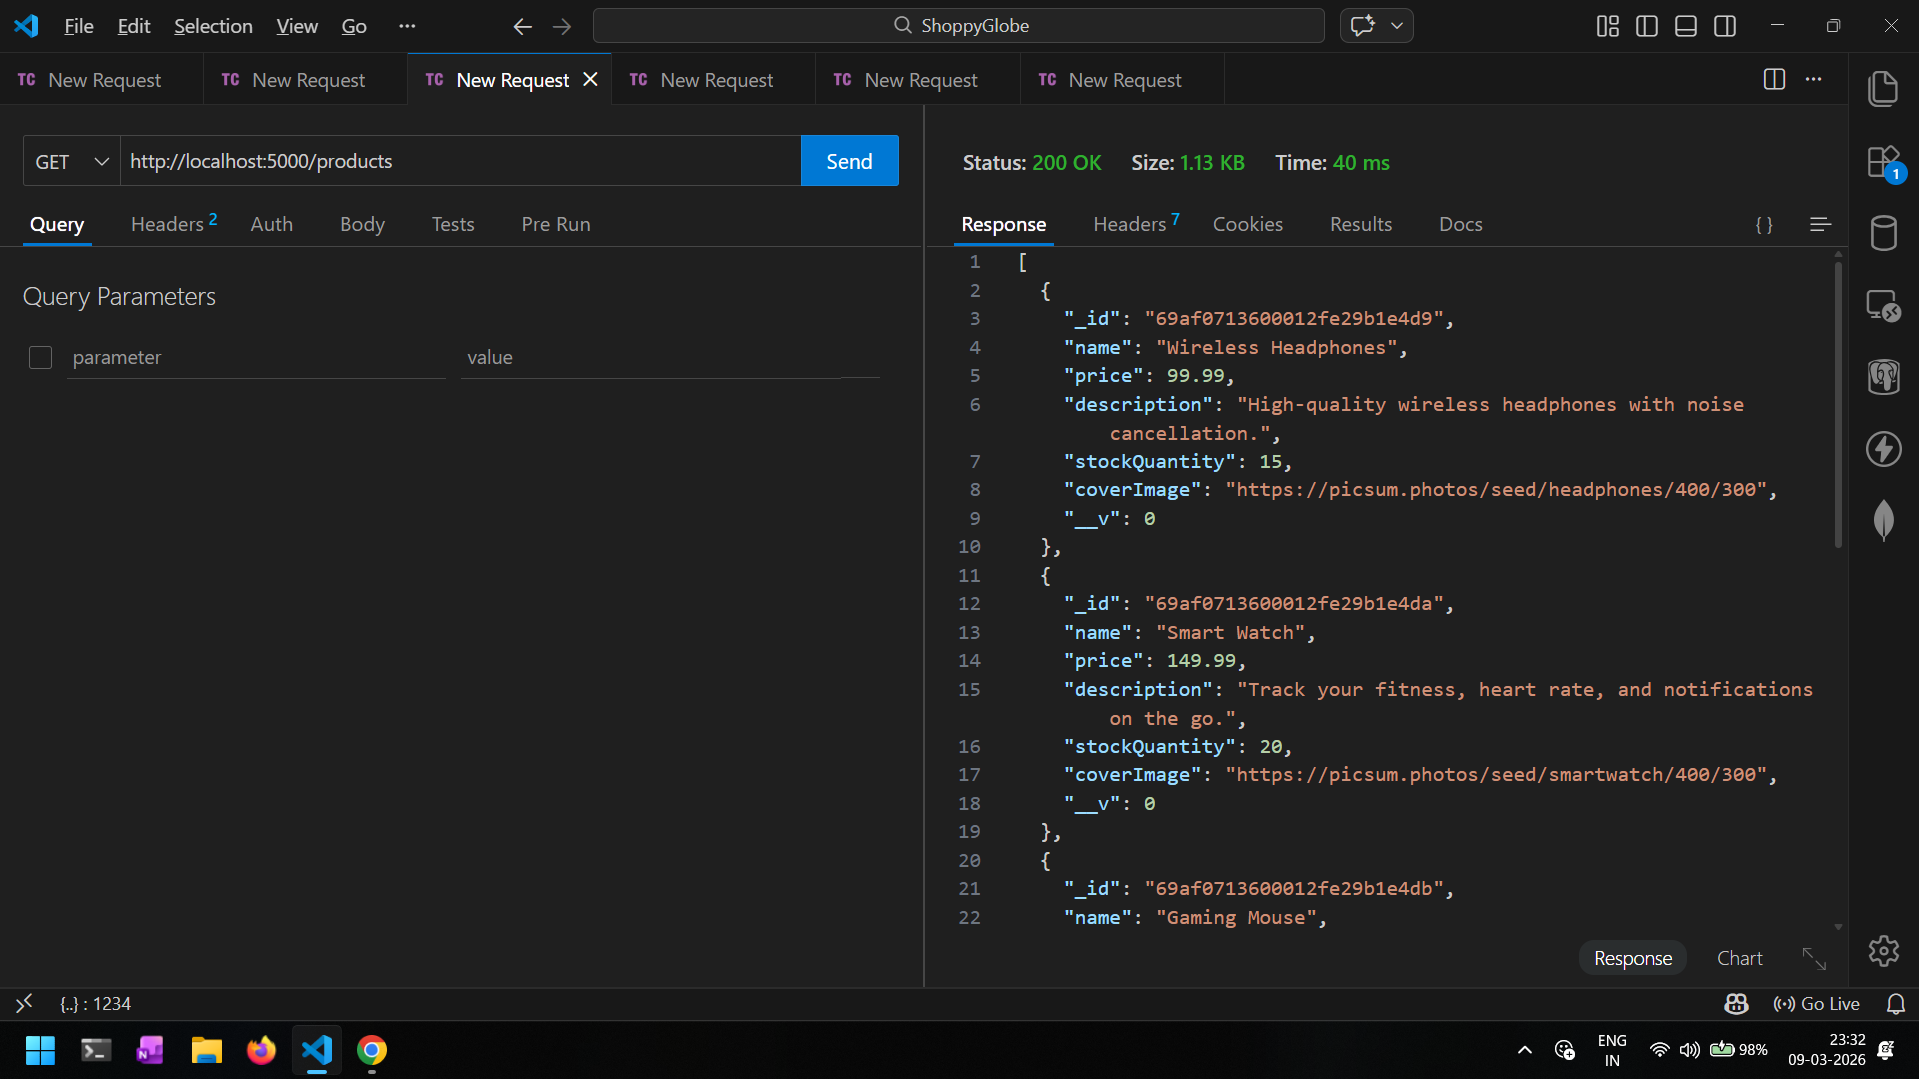 File Edit Selection View Go ··· ShoppyGlobe
TC New Request TC New Request TC New Request TC New Request TC New Request TC New Request
GET http://localhost:5000/products Send
Query Headers 2 Auth Body Tests Pre Run
Query Parameters
parameter value
Status: 200 OK Size: 1.13 KB Time: 40 ms
Response Headers 7 Cookies Results Docs { }
1 [
2 {
3 "_id": "69af0713600012fe29b1e4d9",
4 "name": "Wireless Headphones",
5 "price": 99.99,
6 "description": "High-quality wireless headphones with noise
cancellation.",
7 "stockQuantity": 15,
8 "coverImage": "https://picsum.photos/seed/headphones/400/300",
9 "__v": 0
10 },
11 {
12 "_id": "69af0713600012fe29b1e4da",
13 "name": "Smart Watch",
14 "price": 149.99,
15 "description": "Track your fitness, heart rate, and notifications
on the go.",
16 "stockQuantity": 20,
17 "coverImage": "https://picsum.photos/seed/smartwatch/400/300",
18 "__v": 0
19 },
20 {
21 "_id": "69af0713600012fe29b1e4db",
22 "name": "Gaming Mouse",
Response Chart
1
{..} : 1234 Go Live
ENG 23:32
IN 98% 09-03-2026